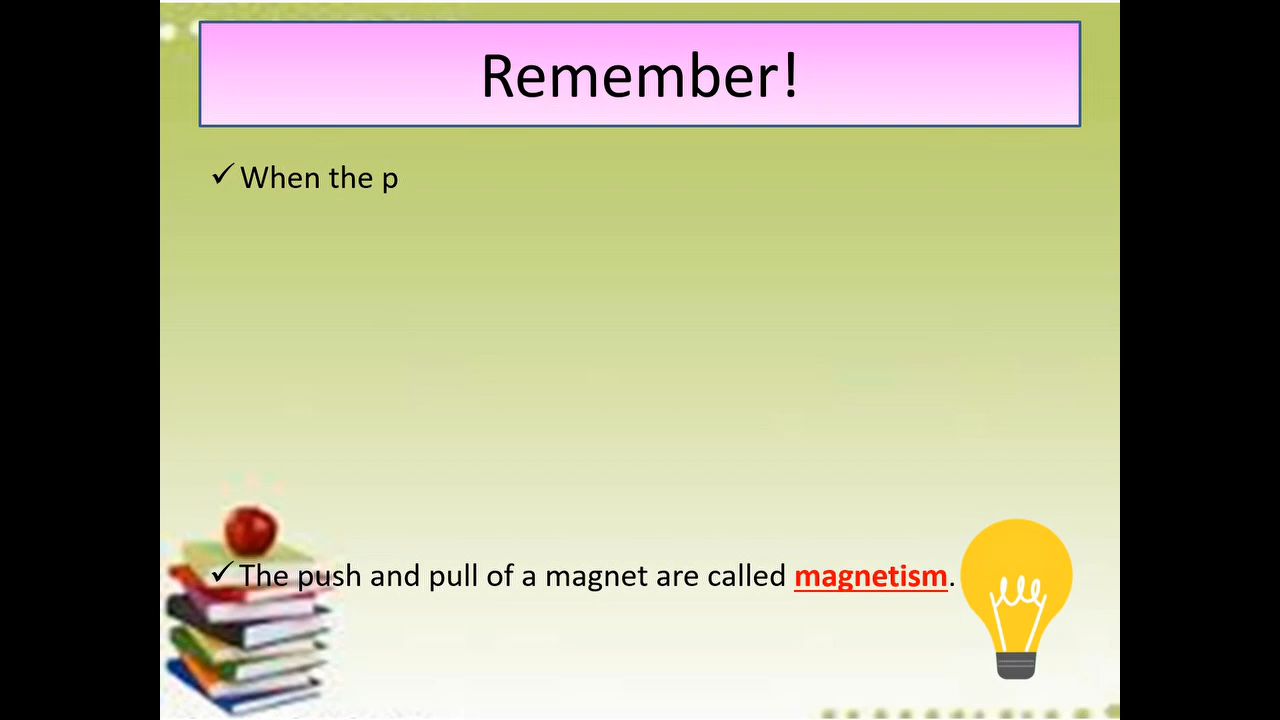 Remember!
✓ When the p
✓ The push and pull of a magnet are called magnetism.